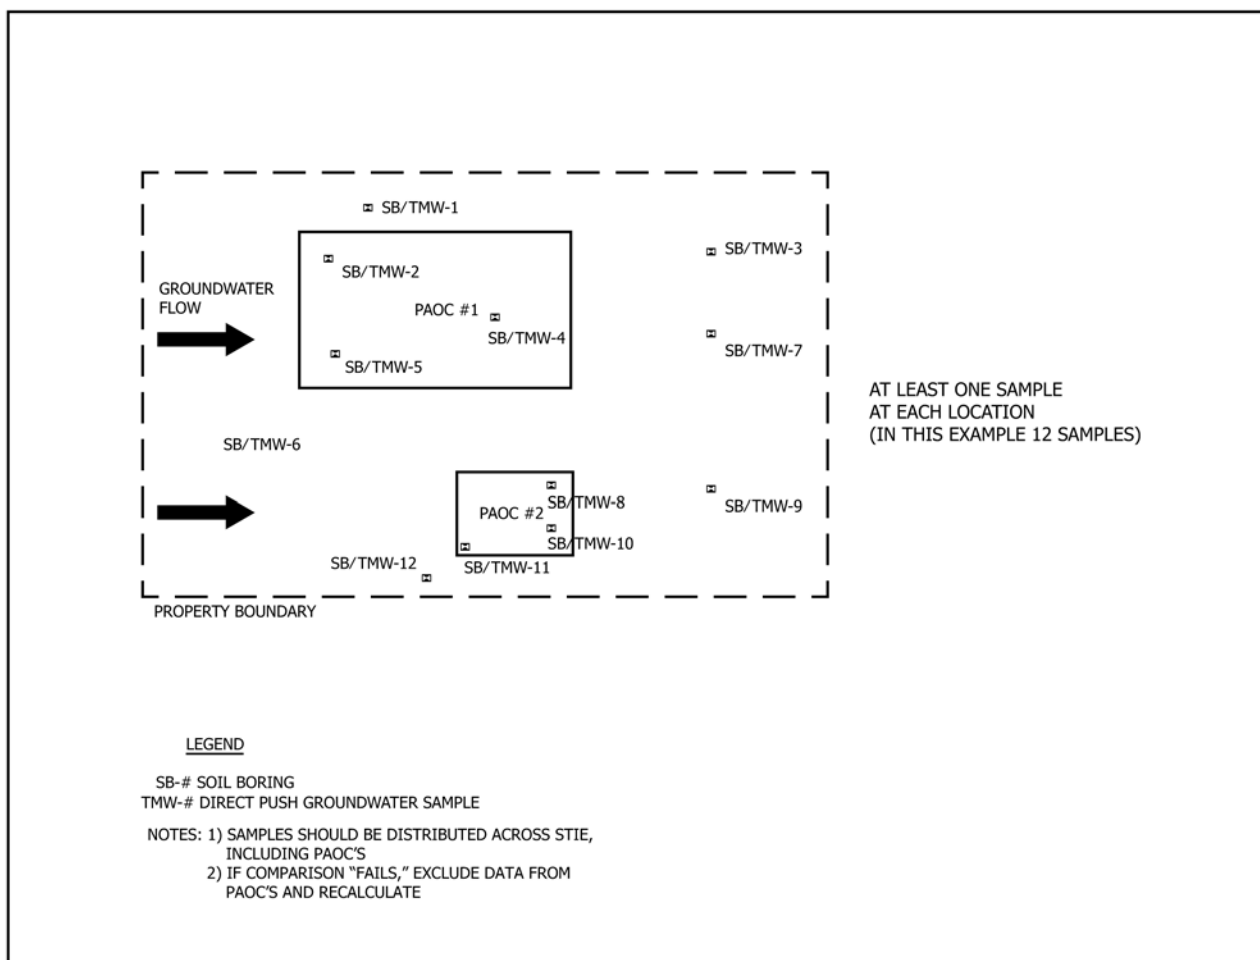 SB/TMW-1
SB/TMW-3
SB/TMW-2
GROUNDWATER
FLOW
PAOC #1
SB/TMW-4
SB/TMW-7
SB/TMW-5
AT LEAST ONE SAMPLE
AT EACH LOCATION
(IN THIS EXAMPLE 12 SAMPLES)
SB/TMW-6
SB/TMW-8
SB/TMW-9
PAOC #2
SB/TMW-10
SB/TMW-12
SB/TMW-11
PROPERTY BOUNDARY
LEGEND
SB-# SOIL BORING
TMW-# DIRECT PUSH GROUNDWATER SAMPLE
NOTES: 1) SAMPLES SHOULD BE DISTRIBUTED ACROSS STIE,
INCLUDING PAOC'S
2) IF COMPARISON “FAILS,” EXCLUDE DATA FROM
PAOC'S AND RECALCULATE